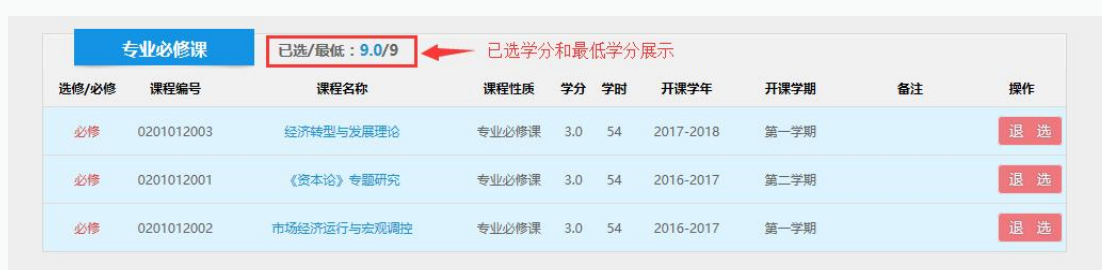 专业必修课 已选/最低：9.0/9 已选学分和最低学分展示
选修/必修 课程编号 课程名称 课程性质 学分 学时 开课学年 开课学期 备注 操作
必修 0201012003 经济转型与发展理论 专业必修课 3.0 54 2017-2018 第一学期 退 选
必修 0201012001 《资本论》专题研究 专业必修课 3.0 54 2016-2017 第二学期 退 选
必修 0201012002 市场经济运行与宏观调控 专业必修课 3.0 54 2016-2017 第一学期 退 选